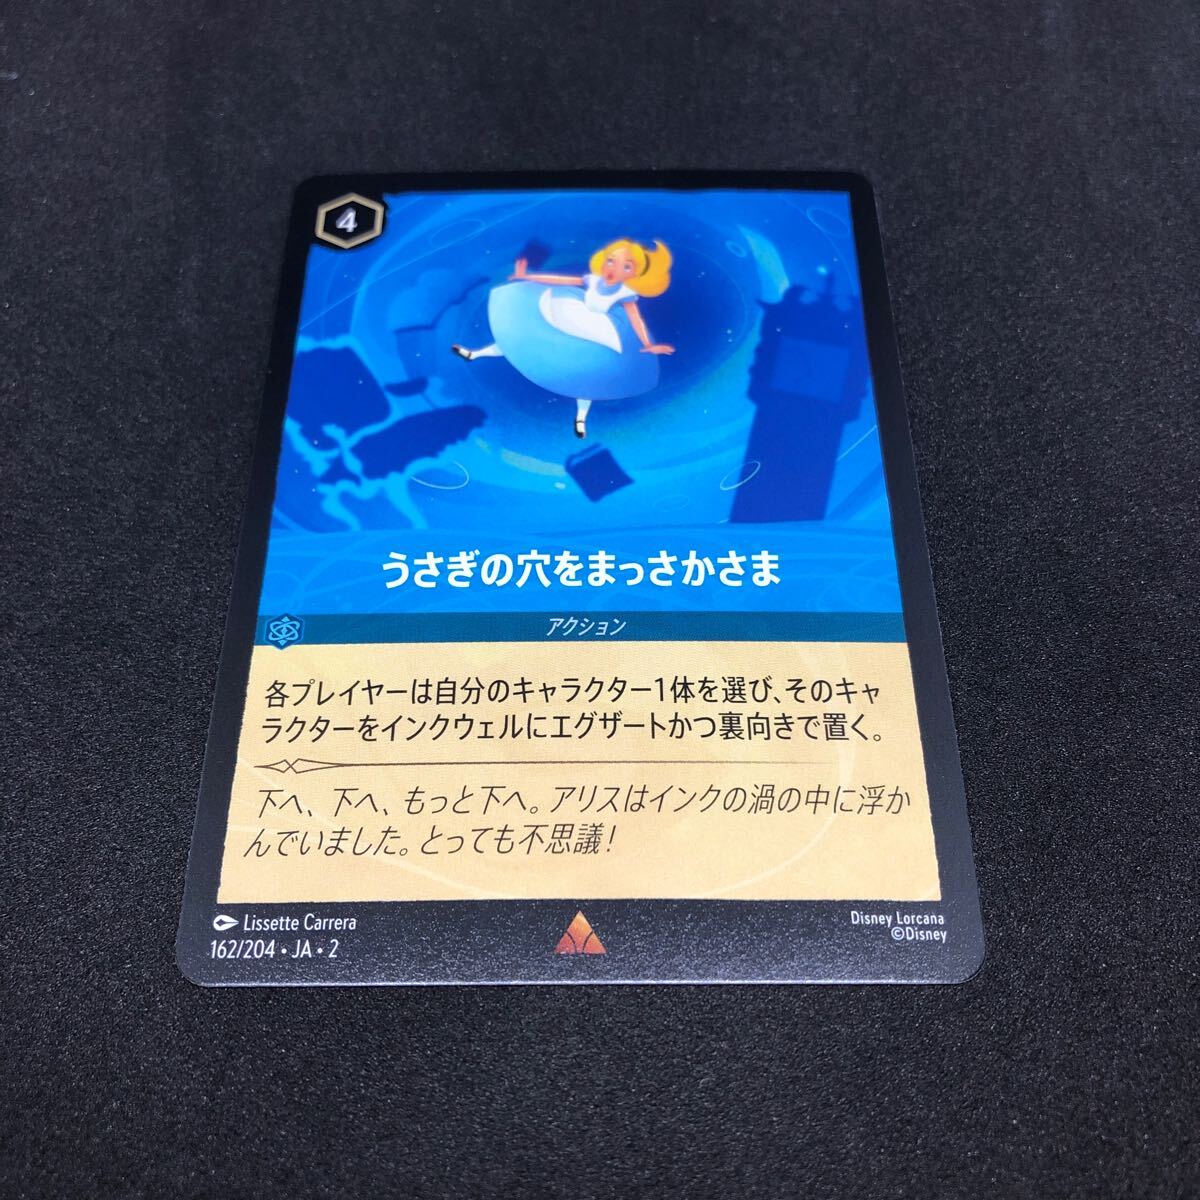 4
うさぎの穴をまっさかさま
アクション
各プレイヤーは自分のキャラクター1体を選び、そのキャ
ラクターをインクウェルにエグザートかつ裏向きで置く。
下へ、下へ、もっと下へ。アリスはインクの渦の中に浮か
んでいました。とっても不思議！
Lissette Carrera
162/204 • JA • 2
Disney Lorcana
©Disney